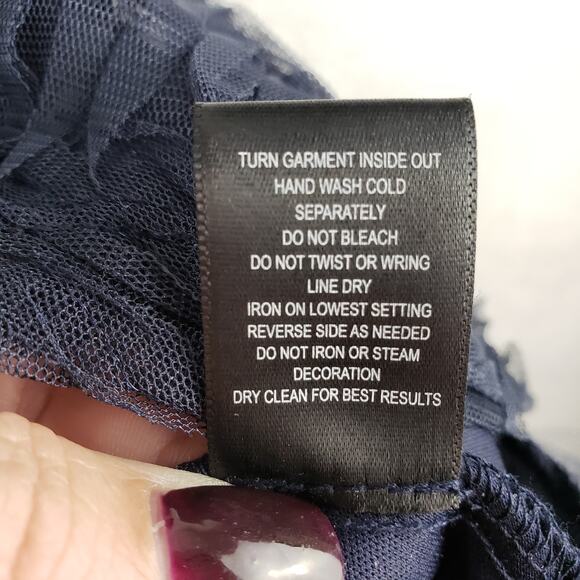 TURN GARMENT INSIDE OUT
HAND WASH COLD
SEPARATELY
DO NOT BLEACH
DO NOT TWIST OR WRING
LINE DRY
IRON ON LOWEST SETTING
REVERSE SIDE AS NEEDED
DO NOT IRON OR STEAM
DECORATION
DRY CLEAN FOR BEST RESULTS